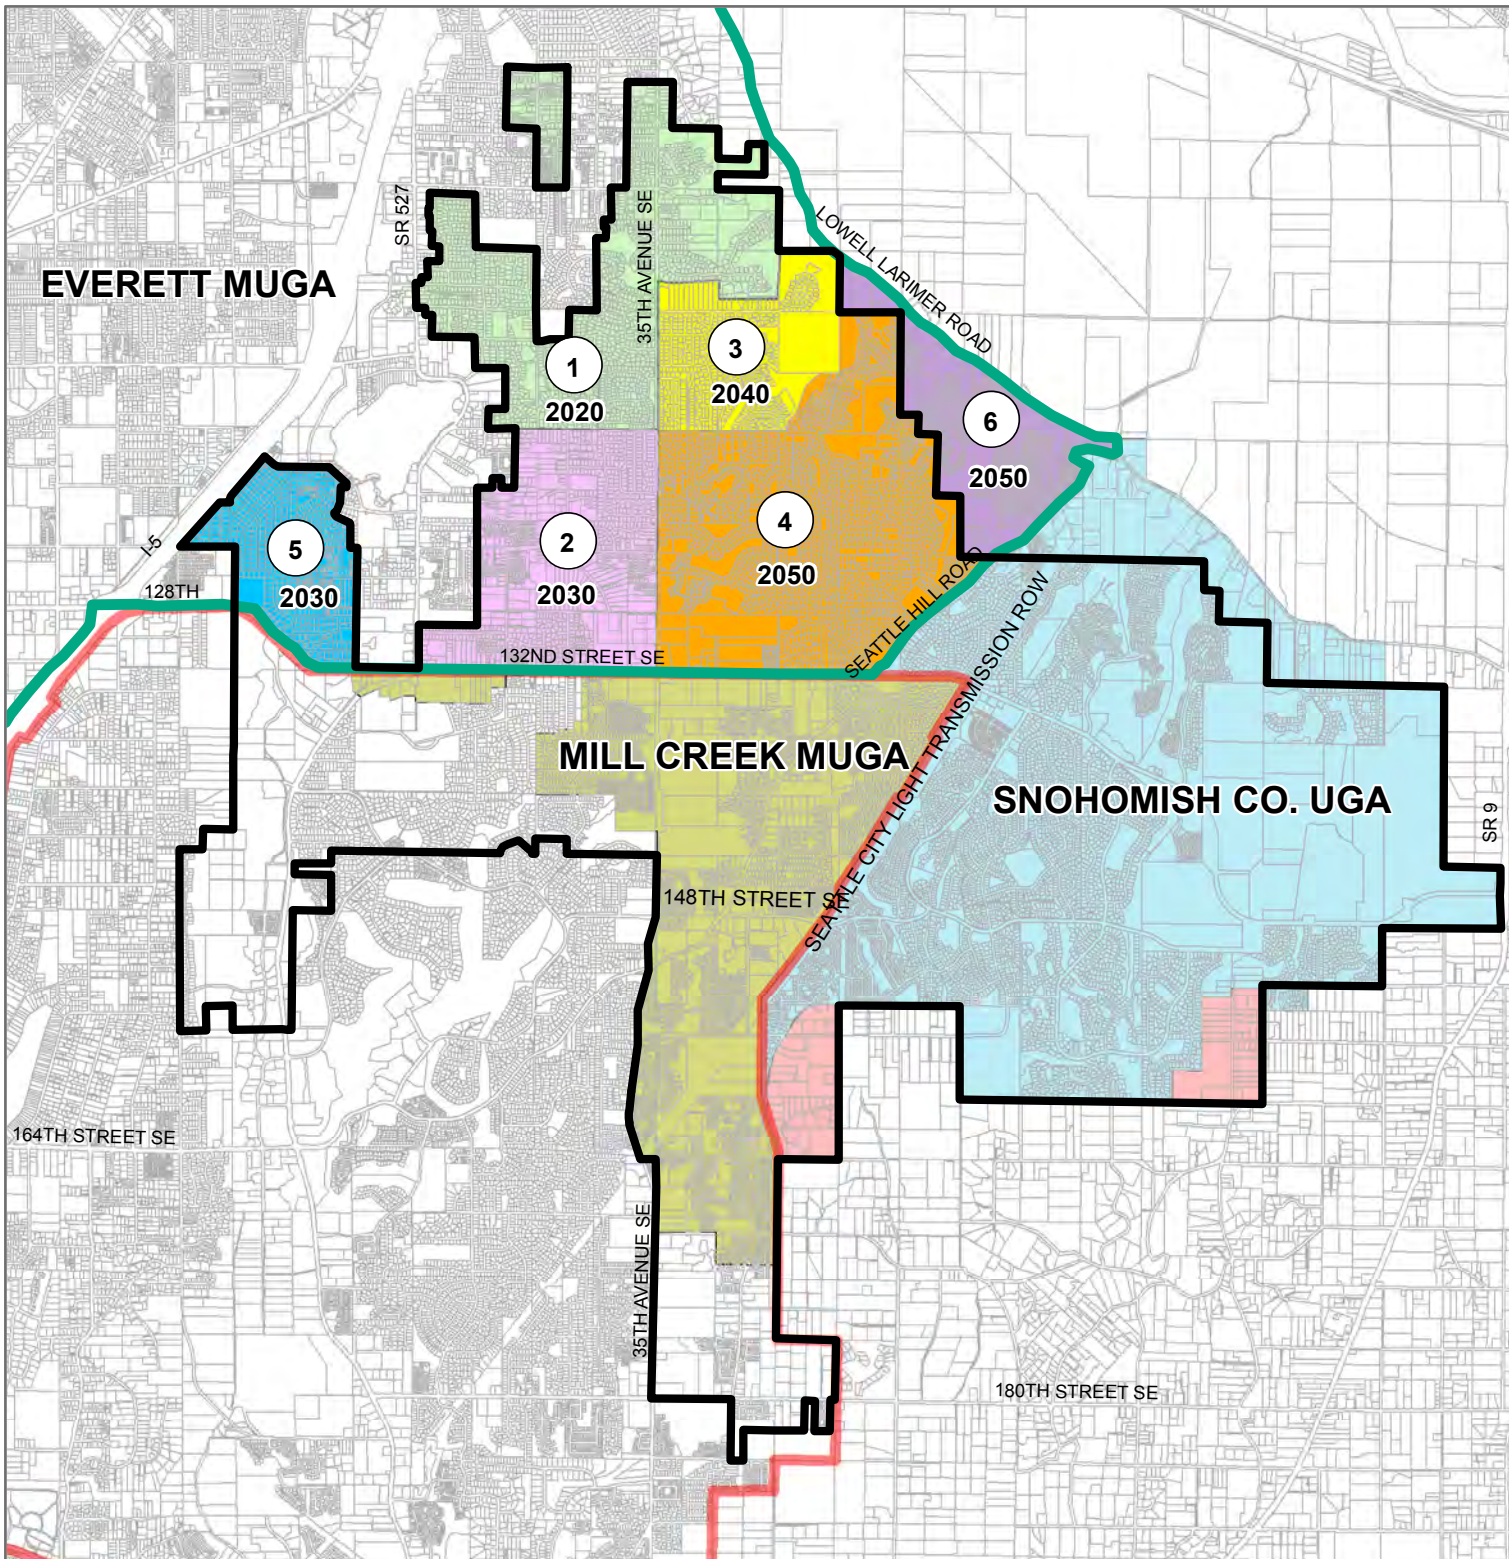 SR 527
35TH AVENUE SE
LOWELL LARIMER ROAD
EVERETT MUGA
1
2020
3
2040
6
2050
4
2050
2
2030
5
2030
I-5
128TH
132ND STREET SE
SEATTLE HILL ROAD
SEATTLE CITY LIGHT TRANSMISSION ROW
MILL CREEK MUGA
SNOHOMISH CO. UGA
SR 9
148TH STREET SE
164TH STREET SE
35TH AVENUE SE
180TH STREET SE